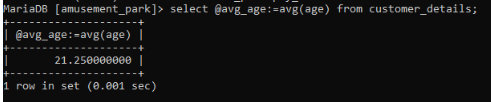 MariaDB [amusement_park]> select @avg_age:=avg(age) from customer_details;
+--------------------+
| @avg_age:=avg(age) |
+--------------------+
|       21.250000000 |
+--------------------+
1 row in set (0.001 sec)